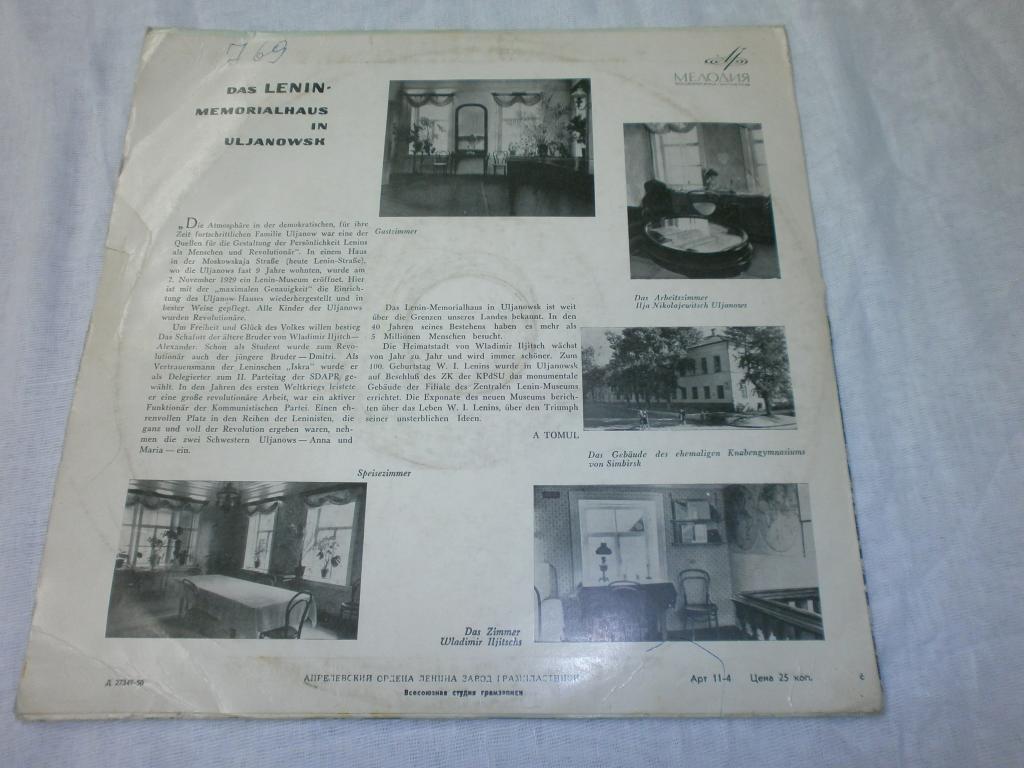 J 69
DAS LENIN-
MEMORIALHAUS
IN
ULJANOWSK
МЕЛОДИЯ
Gastzimmer
„Die Atmosphäre in der demokratischen, für ihre
Zeit fortschrittlichen Familie Uljanow war eine der
Quellen für die Gestaltung der Persönlichkeit Lenins
als Menschen und Revolutionär“. In einem Haus
in der Moskowskaja Straße (heute Lenin-Straße),
wo die Uljanows fast 9 Jahre wohnten, wurde am
2. November 1929 ein Lenin-Museum eröffnet. Hier
ist mit der „maximalen Genauigkeit“ die Einrich-
tung des Uljanow-Hauses wiederhergestellt und in
bester Weise gepflegt. Alle Kinder der Uljanows
wurden Revolutionäre.
Um Freiheit und Glück des Volkes willen bestieg
Das Schafott der ältere Bruder von Wladimir Iljitsch —
Alexander. Schon als Student wurde zum Revo-
lutionär auch der jüngere Bruder — Dmitri. Als
Vertrauensmann der Leninschen „Iskra“ wurde er
als Delegierter zum II. Parteitag der SDAPR ge-
wählt. In den Jahren des ersten Weltkriegs leistete
er eine große revolutionäre Arbeit, war ein aktiver
Funktionär der Kommunistischen Partei. Einen eh-
renvollen Platz in den Reihen der Leninisten, die
ganz und voll der Revolution ergeben waren, neh-
men die zwei Schwestern Uljanows — Anna und
Maria — ein.
Das Lenin-Memorialhaus in Uljanowsk ist weit
über die Grenzen unseres Landes bekannt. In den
40 Jahren seines Bestehens haben es mehr als
5 Millionen Menschen besucht.
Die Heimatstadt von Wladimir Iljitsch wächst
von Jahr zu Jahr und wird immer schöner. Zum
100. Geburtstag W. I. Lenins wurde in Uljanowsk
auf Beschluß des ZK der KPdSU das monumentale
Gebäude der Filiale des Zentralen Lenin-Museums
errichtet. Die Exponate des neuen Museums berich-
ten über das Leben W. I. Lenins, über den Triumph
seiner unsterblichen Ideen.
A TOMUL
Das Arbeitszimmer
Ilja Nikolajewitsch Uljanows
Das Gebäude des ehemaligen Knabengymnasiums
von Simbirsk
Speisezimmer
Das Zimmer
Wladimir Iljitschs
Д 27349-50
АПРЕЛЕВСКИЙ ОРДЕНА ЛЕНИНА ЗАВОД ГРАМПЛАСТИНОК
Всесоюзная студия грамзаписи
Арт 11-4 Цена 25 коп.